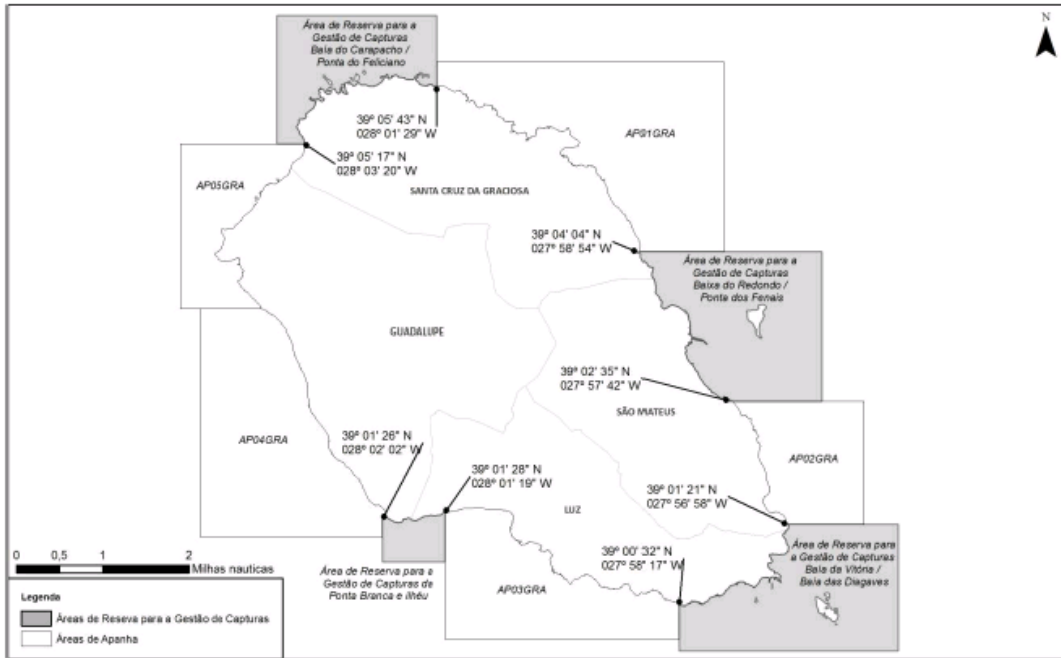 N
Área de Reserva para a
Gestão de Capturas
Baía do Carapacho /
Ponta do Feliciano
39º 05' 43" N
028º 01' 29" W
AP01GRA
39º 05' 17" N
028º 03' 20" W
AP05GRA
SANTA CRUZ DA GRACIOSA
39º 04' 04" N
027º 58' 54" W
Área de Reserva para a
Gestão de Capturas
Baixa do Redondo /
Ponta dos Fenais
GUADALUPE
39º 02' 35" N
027º 57' 42" W
SÃO MATEUS
AP04GRA
39º 01' 26" N
028º 02' 02" W
39º 01' 28" N
028º 01' 19" W
AP02GRA
39º 01' 21" N
027º 56' 58" W
LUZ
39º 00' 32" N
027º 58' 17" W
Área de Reserva para
a Gestão de Capturas
Baía da Vitória /
Baía das Diagaves
0 0,5 1 2
Milhas nauticas
Área de Reserva para a
Gestão de Capturas de
Ponta Branca e ilhéu
AP03GRA
Legenda
Áreas de Reseva para a Gestão de Capturas
Áreas de Apanha